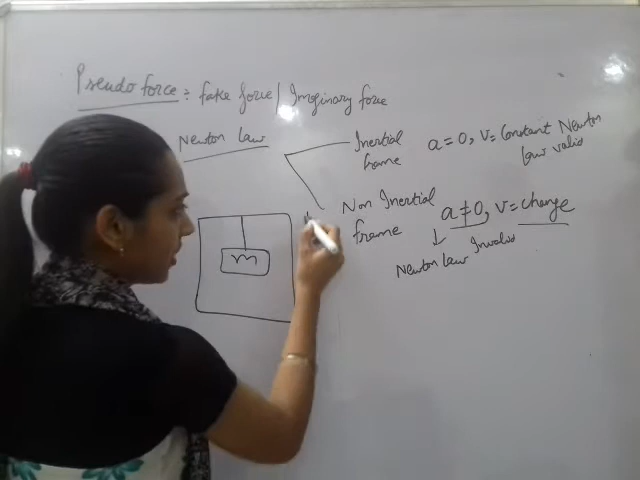 Pseudo force : fake force / Imaginary force
Newton law
Inertial frame
a = 0, v = Constant Newton law valid
Non Inertial frame
a ≠ 0, v = change
↓
Newton law Invalid
m